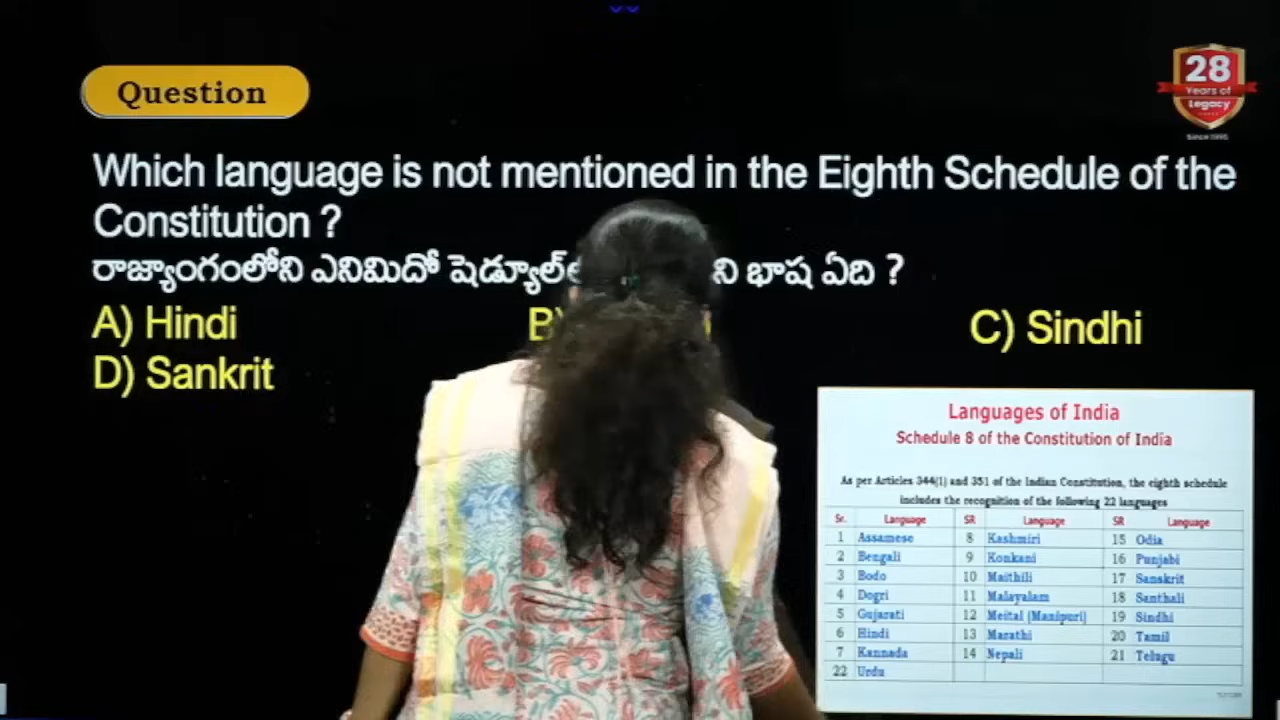 28
Years of
Legacy
Since 1995
Question
Which language is not mentioned in the Eighth Schedule of the
Constitution ?
రాజ్యాంగంలోని ఎనిమిదో ని భాష ఏది ?
A) Hindi
B)
C) Sindhi
D) Sankrit
Languages of India
Schedule 8 of the Constitution of India
As per Articles 344(1) and 351 of the Indian Constitution, the eighth schedule
includes the recognition of the following 22 languages
Sr. Language SR Language SR Language
1 Assamese 8 Kashmiri 15 Odia
2 Bengali 9 Konkani 16 Punjabi
3 Bodo 10 Maithili 17 Sanskrit
4 Dogri 11 Malayalam 18 Santhali
5 Gujarati 12 Meitai (Manipuri) 19 Sindhi
6 Hindi 13 Marathi 20 Tamil
7 Kannada 14 Nepali 21 Telugu
22 Urdu